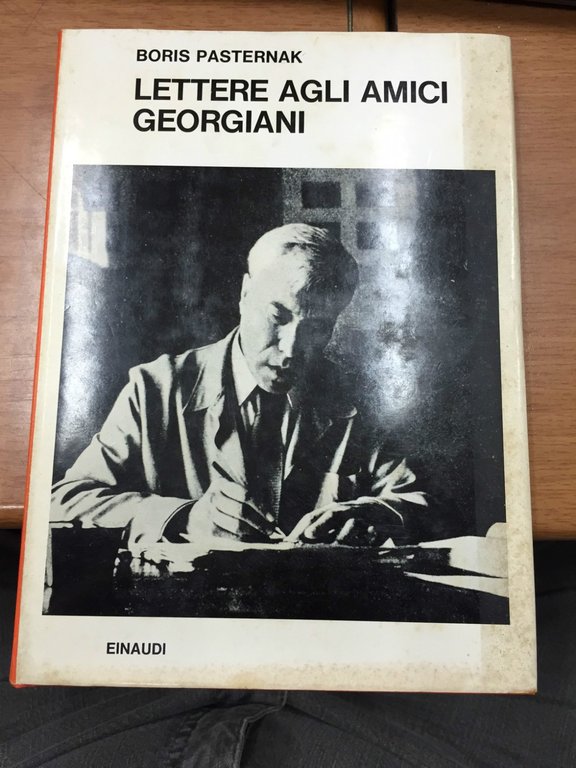 BORIS PASTERNAK
LETTERE AGLI AMICI
GEORGIANI
EINAUDI